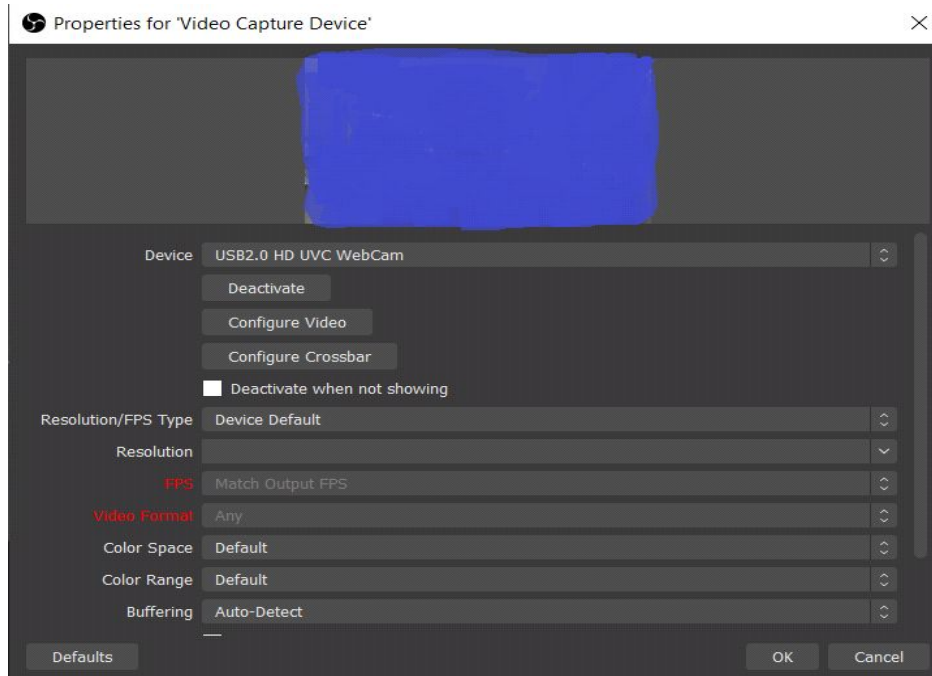 Properties for 'Video Capture Device'
Device USB2.0 HD UVC WebCam
Deactivate
Configure Video
Configure Crossbar
Deactivate when not showing
Resolution/FPS Type Device Default
Resolution
FPS Match Output FPS
Video Format Any
Color Space Default
Color Range Default
Buffering Auto-Detect
Defaults OK Cancel